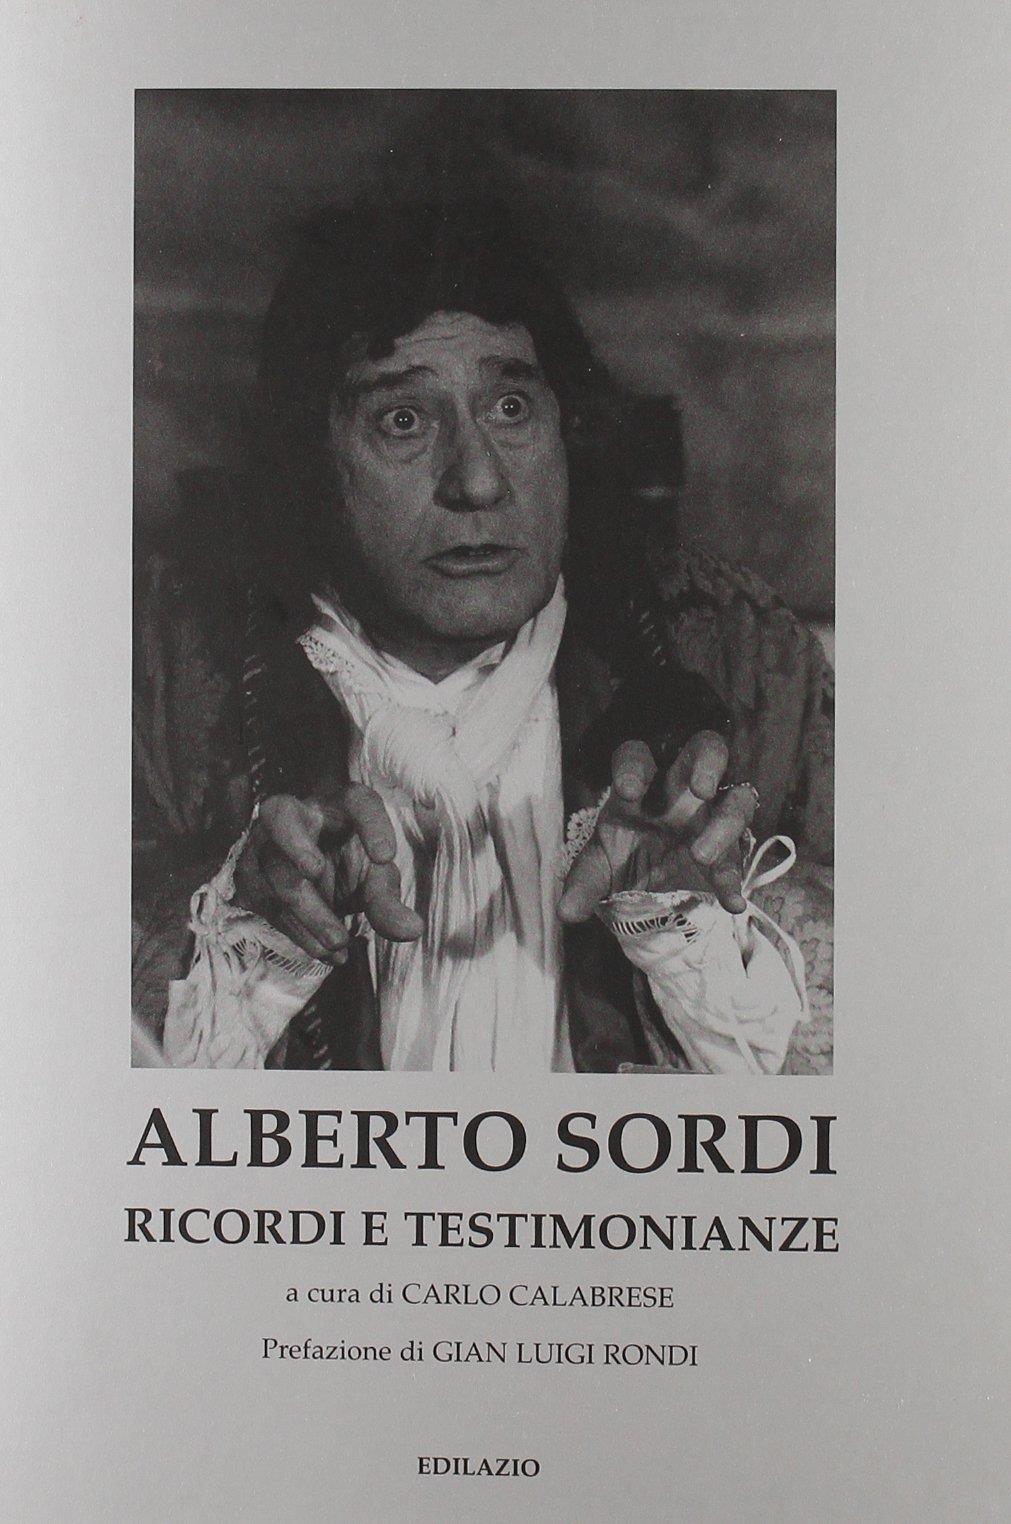 ALBERTO SORDI
RICORDI E TESTIMONIANZE
a cura di CARLO CALABRESE
Prefazione di GIAN LUIGI RONDI
EDILAZIO